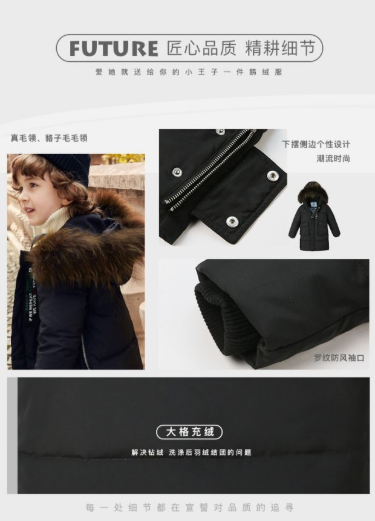 FUTURE 匠心品质 精耕细节
爱她就送给你的小王子一件鹅绒服
真毛领、貉子毛毛领
下摆侧边个性设计
潮流时尚
罗纹防风袖口
大格充绒
解决钻绒 洗涤后羽绒结团的问题
每一处细节都在宣誓对品质的追寻